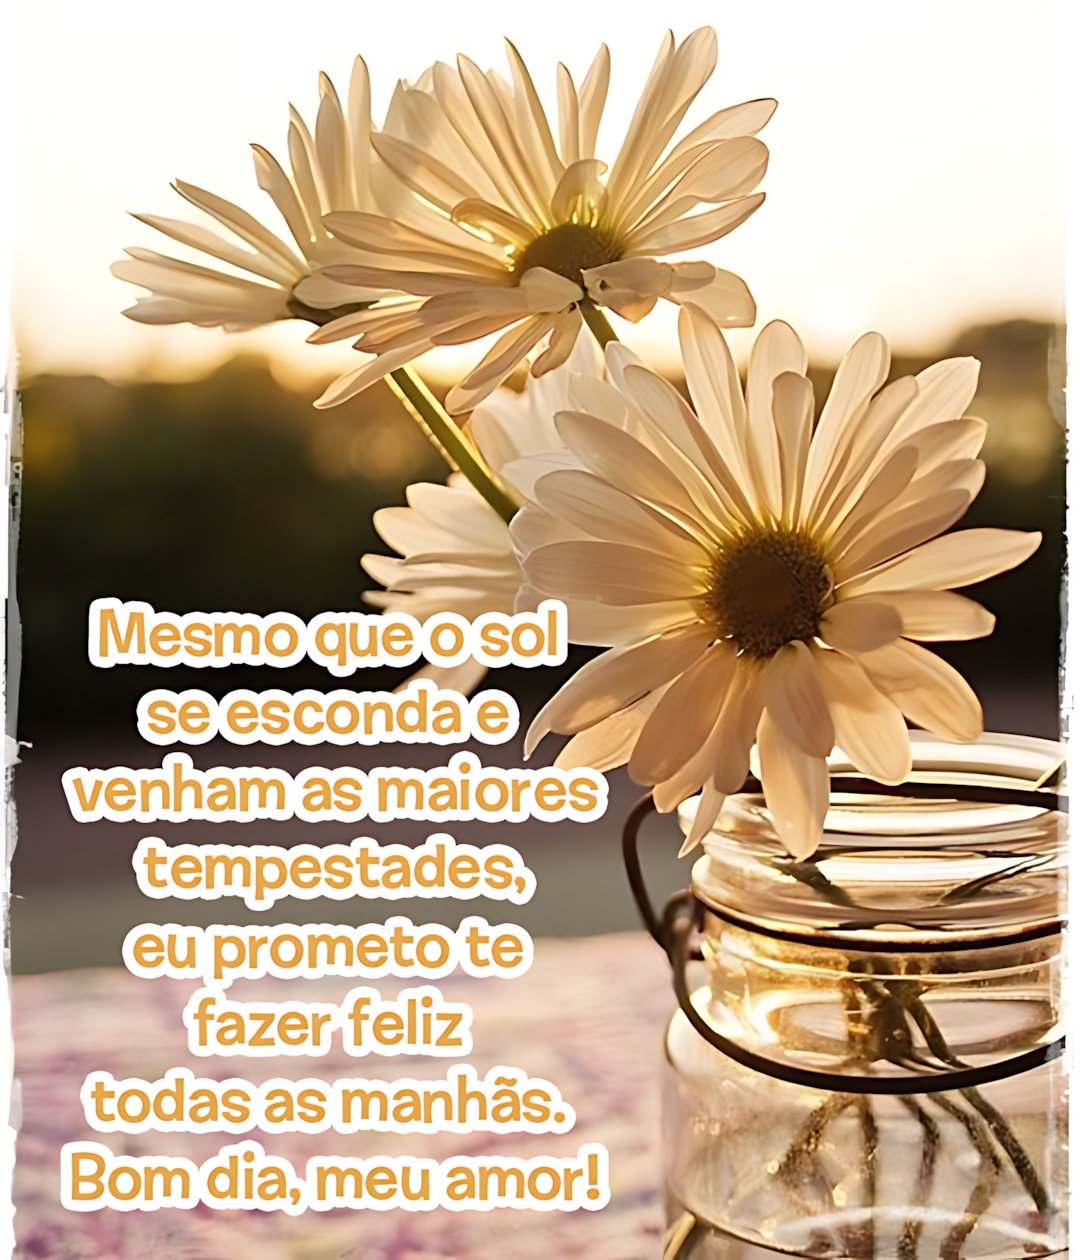 Mesmo que o sol
se esconda e
venham as maiores
tempestades,
eu prometo te
fazer feliz
todas as manhãs.
Bom dia, meu amor!